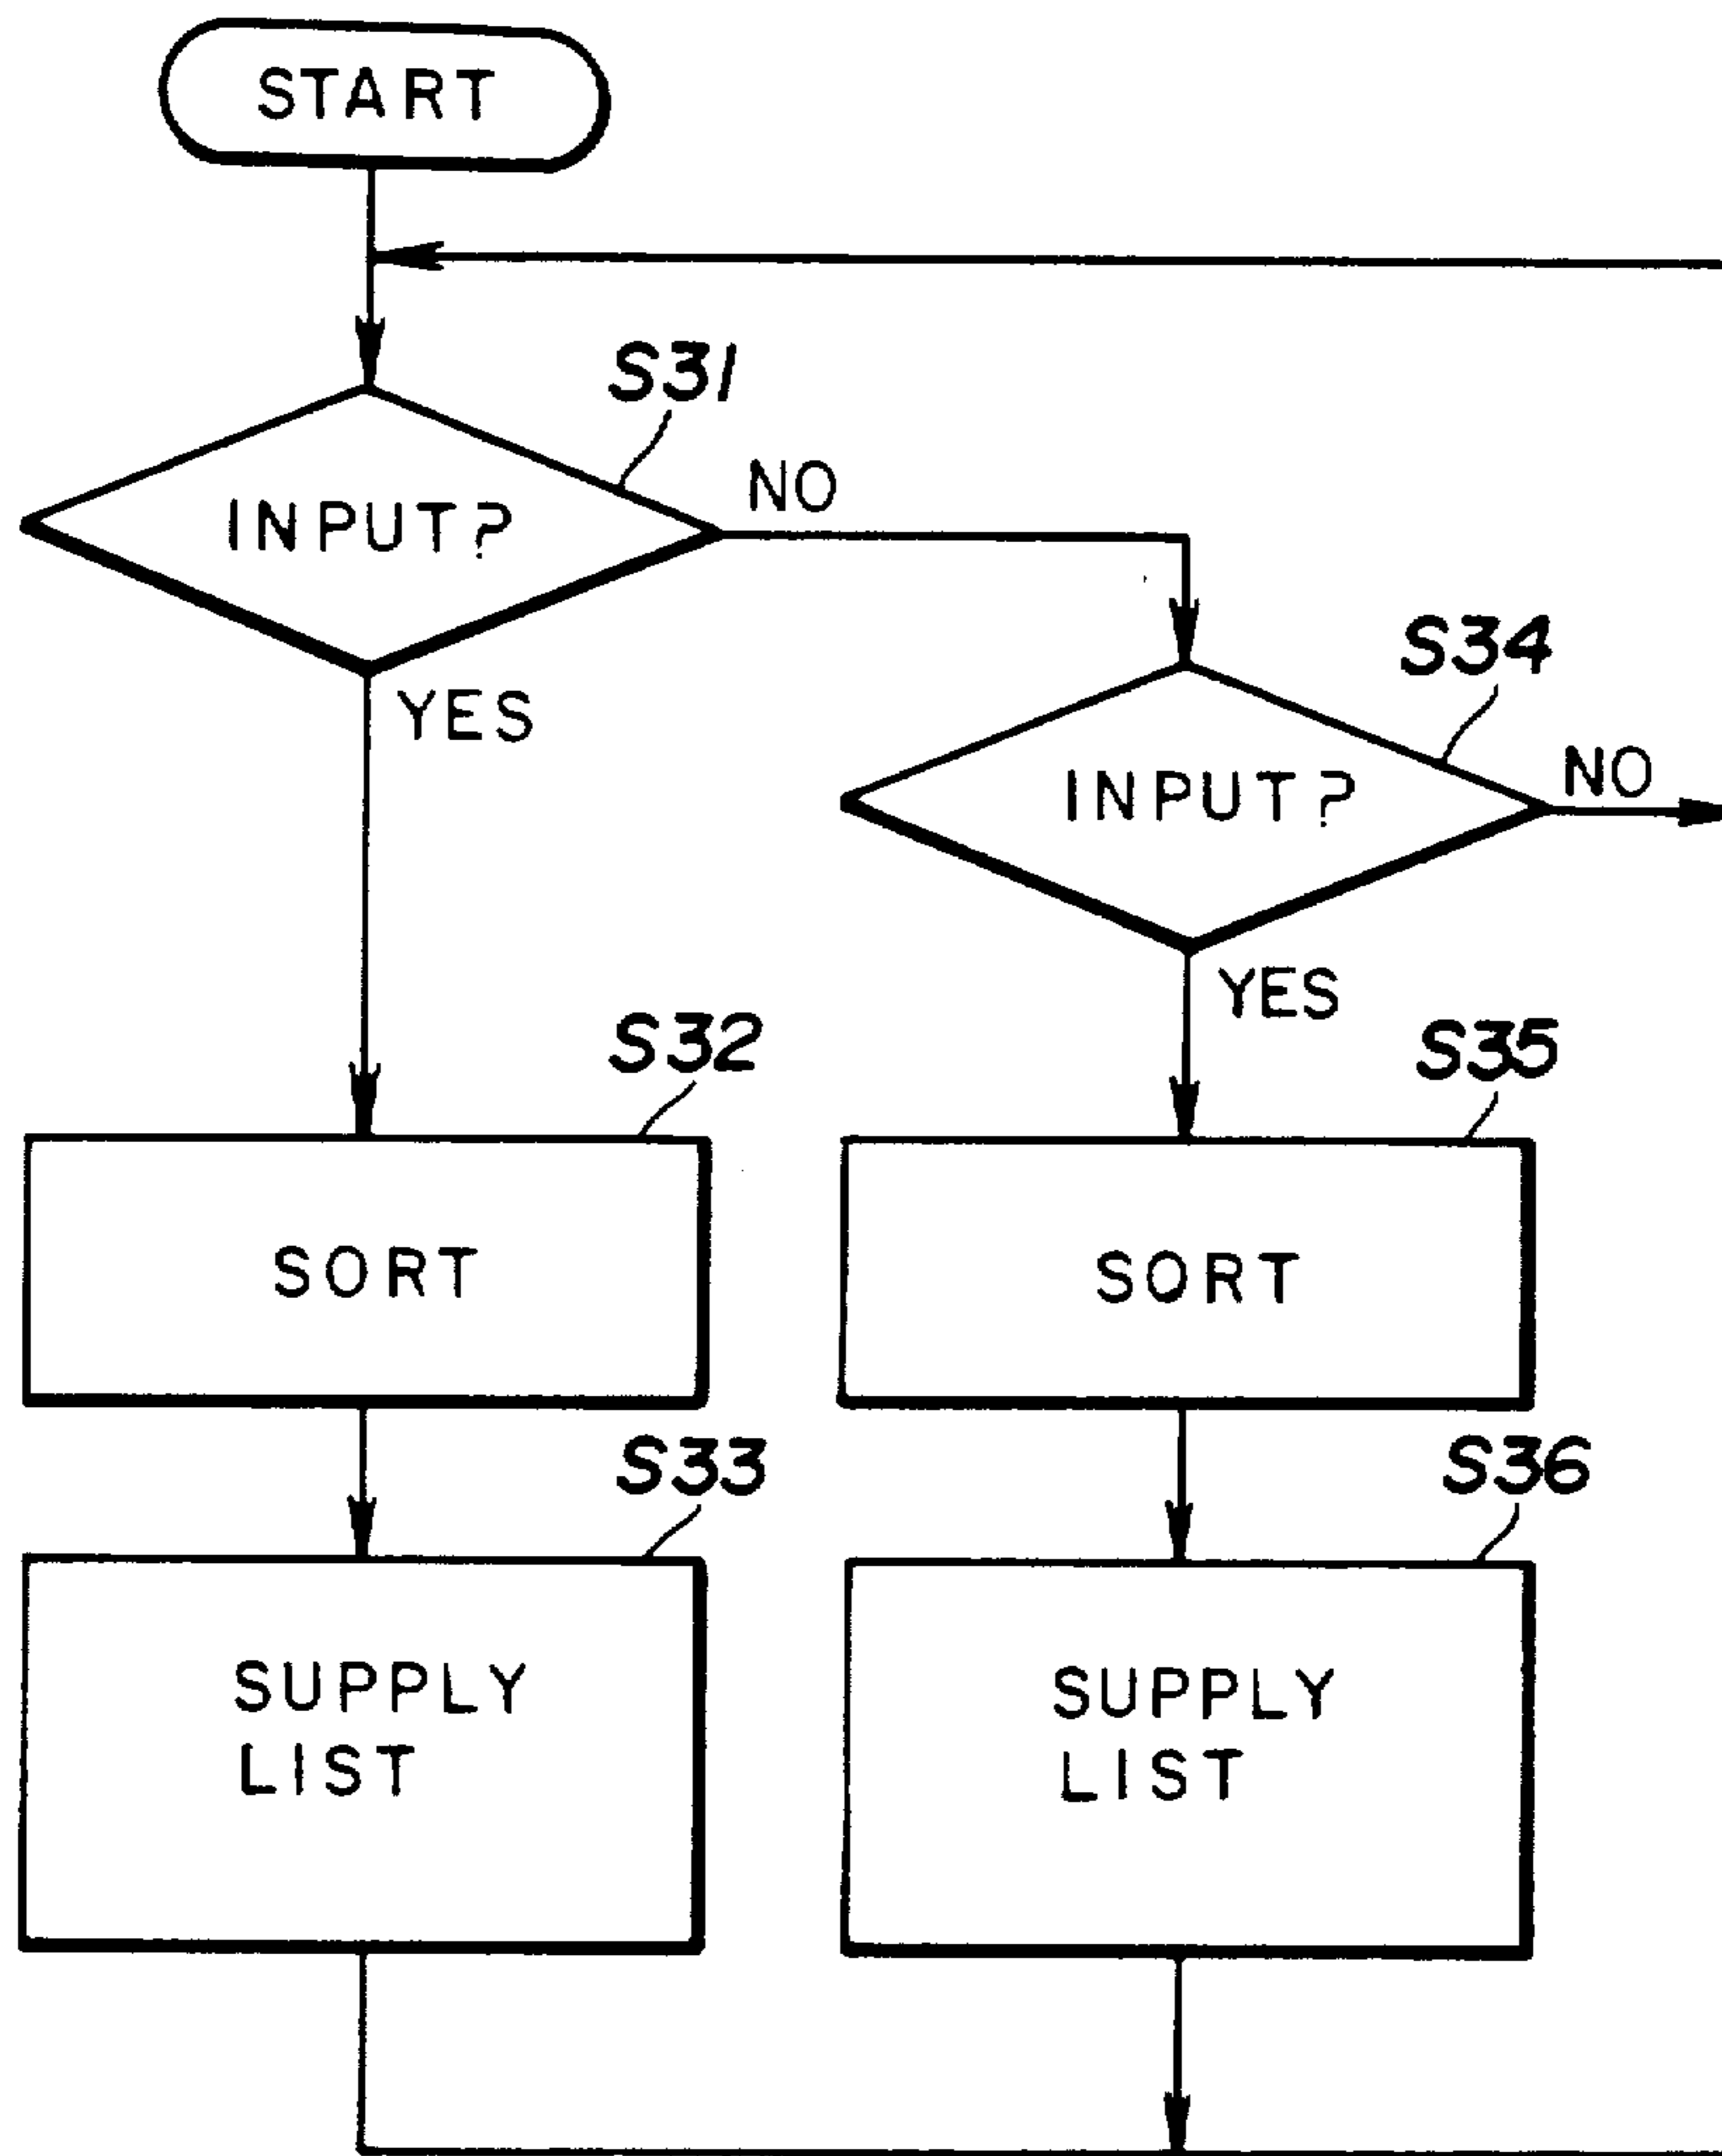 START
S31
INPUT?
NO
YES
S34
INPUT?
NO
YES
S32
SORT
S35
SORT
S33
SUPPLY
LIST
S36
SUPPLY
LIST